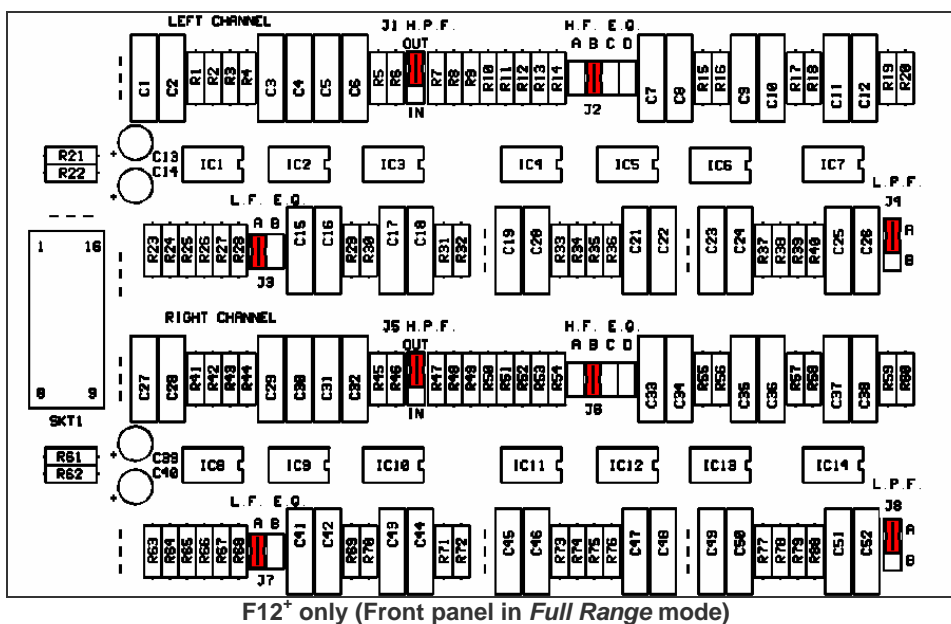 LEFT CHANNEL
J1 H.P.F.
OUT
H.F. E.Q.
A B C D
C1 C2 R1 R2 R3 R4 C3 C4 C5 C6 R5 R6 R7 R8 R9 R10 R11 R12 R13 R14 C7 C8 R15 R16 C9 C10 R17 R18 C11 C12 R19 R20
IN
J2
R21
R22
+ C13
C14
+
IC1 IC2 IC3 IC4 IC5 IC6 IC7
L.F. E.Q.
A B
L.P.F.
J4
A
B
1 16
8 9
SKT1
R23 R24 R25 R26 R27 R28 C15 C16 R29 R30 C17 C18 R31 R32 C19 C20 R33 R34 R35 R36 C21 C22 C23 C24 R37 R38 R39 R40 C25 C26
J3
RIGHT CHANNEL
J5 H.P.F.
OUT
H.F. E.Q.
A B C D
C27 C28 R41 R42 R43 R44 C29 C30 C31 C32 R45 R46 R47 R48 R49 R50 R51 R52 R53 R54 C33 C34 R55 R56 C35 C36 R57 R58 C37 C38 R59 R60
IN
J6
R61
R62
+ C39
C40
+
IC8 IC9 IC10 IC11 IC12 IC13 IC14
L.F. E.Q.
A B
L.P.F.
J8
A
B
R63 R64 R65 R66 R67 R68 C41 C42 R69 R70 C43 C44 R71 R72 C45 C46 R73 R74 R75 R76 C47 C48 C49 C50 R77 R78 R79 R80 C51 C52
J7
F12+ only (Front panel in Full Range mode)